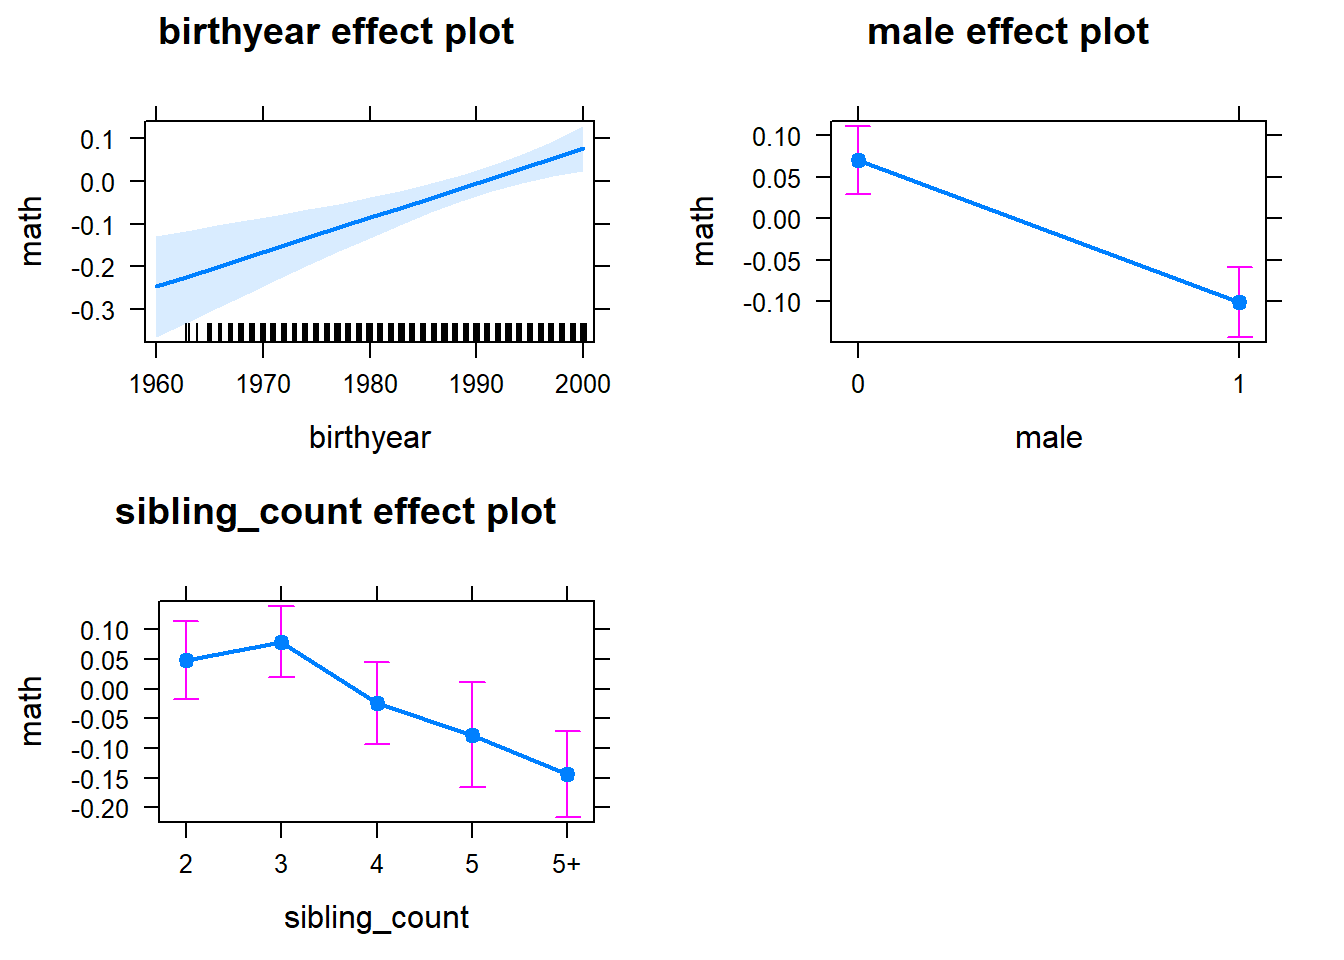 birthyear effect plot
math
0.1
0.0
-0.1
-0.2
-0.3
1960 1970 1980 1990 2000
birthyear
male effect plot
math
0.10
0.05
0.00
-0.05
-0.10
0 1
male
sibling_count effect plot
math
0.10
0.05
0.00
-0.05
-0.10
-0.15
-0.20
2 3 4 5 5+
sibling_count